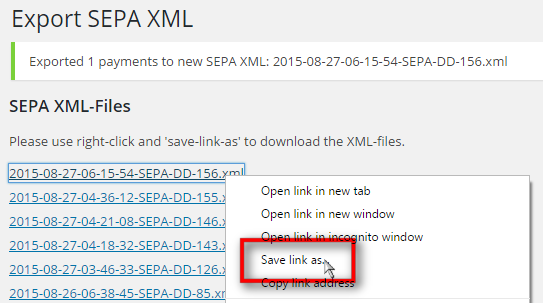 Export SEPA XML
Exported 1 payments to new SEPA XML: 2015-08-27-06-15-54-SEPA-DD-156.xml
SEPA XML-Files
Please use right-click and 'save-link-as' to download the XML-files.
2015-08-27-06-15-54-SEPA-DD-156.xml
Open link in new tab
2015-08-27-04-36-12-SEPA-DD-155.x
Open link in new window
2015-08-27-04-21-08-SEPA-DD-146.x
Open link in incognito window
2015-08-27-04-18-32-SEPA-DD-143.x
Save link as...
2015-08-27-03-46-33-SEPA-DD-126.x
Copy link address
2015-08-26-06-38-45-SEPA-DD-85.xm